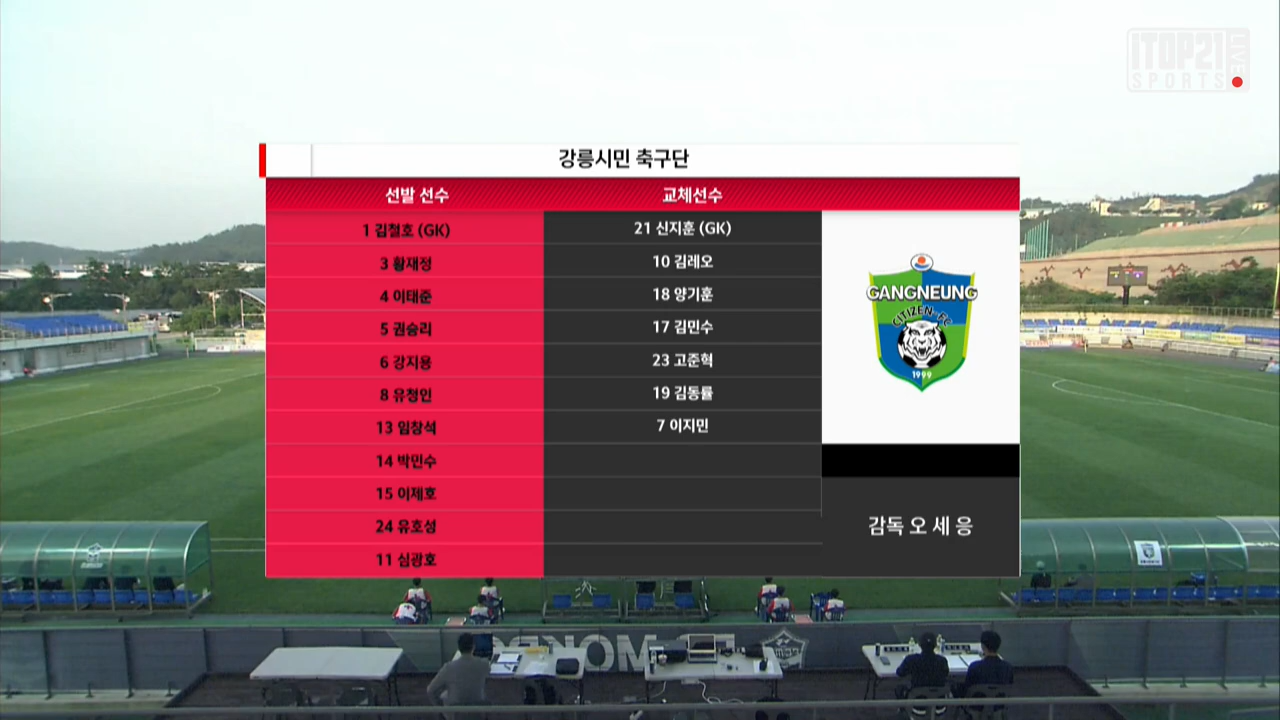 iTOP21
SPORTS
LIVE
강릉시민 축구단
선발 선수
교체선수
1 김철호 (GK)
21 신지훈 (GK)
3 황재정
10 김레오
4 이태준
18 양기훈
5 권승리
17 김민수
6 강지용
23 고준혁
8 유청인
19 김동률
13 임창석
7 이지민
14 박민수
15 이제호
24 유호성
11 심광호
GANGNEUNG
CITIZEN-FC
1999
감독 오 세 응